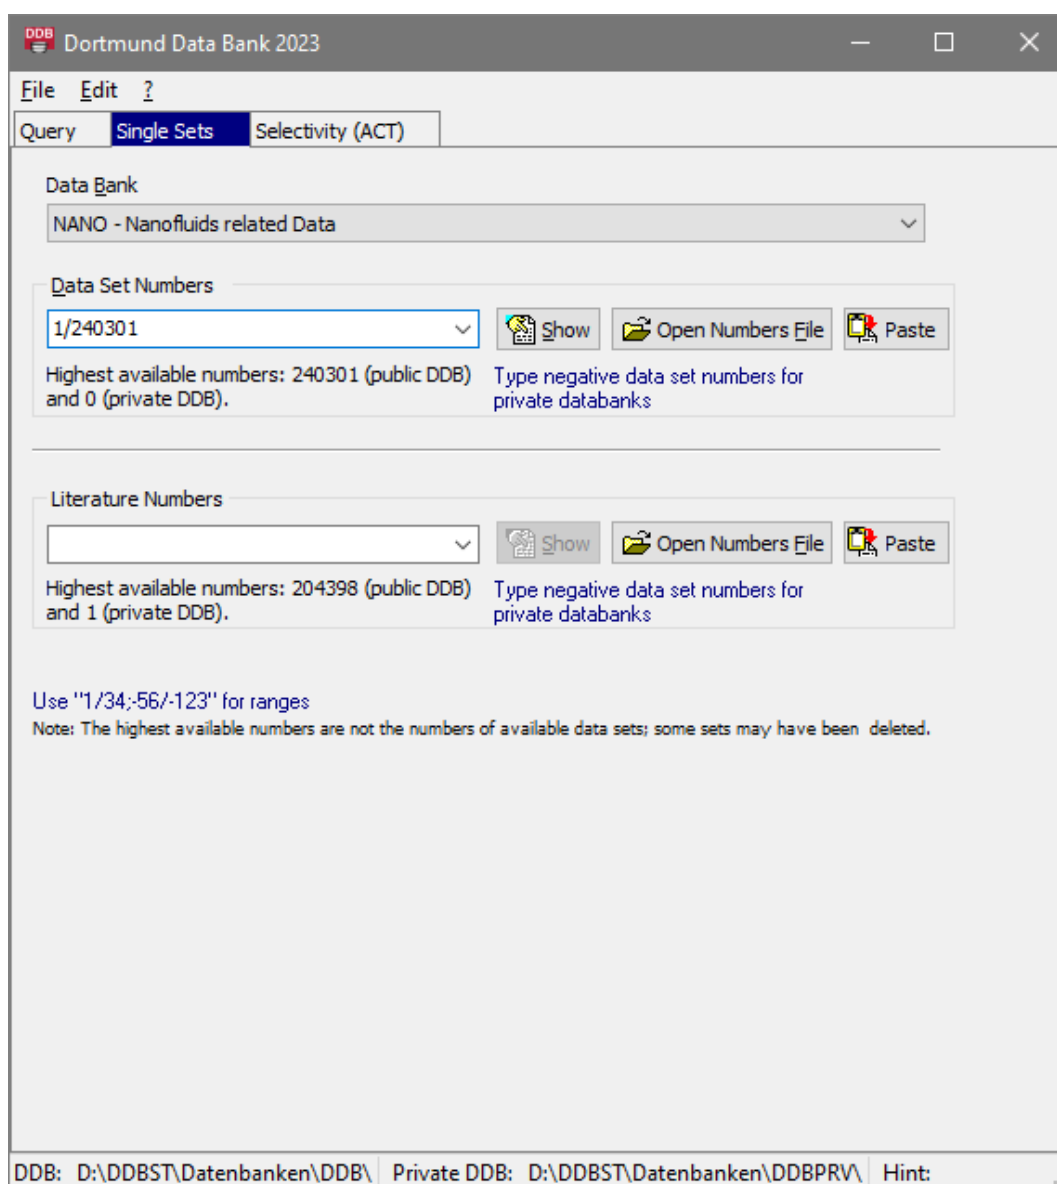 DDB Dortmund Data Bank 2023
File Edit ?
Query Single Sets Selectivity (ACT)
Data Bank
NANO - Nanofluids related Data
Data Set Numbers
1/240301 Show Open Numbers File Paste
Highest available numbers: 240301 (public DDB) Type negative data set numbers for
and 0 (private DDB). private databanks
Literature Numbers
Show Open Numbers File Paste
Highest available numbers: 204398 (public DDB) Type negative data set numbers for
and 1 (private DDB). private databanks
Use "1/34;-56/-123" for ranges
Note: The highest available numbers are not the numbers of available data sets; some sets may have been deleted.
DDB: D:\DDBST\Datenbanken\DDB\ Private DDB: D:\DDBST\Datenbanken\DDBPRV\ Hint: